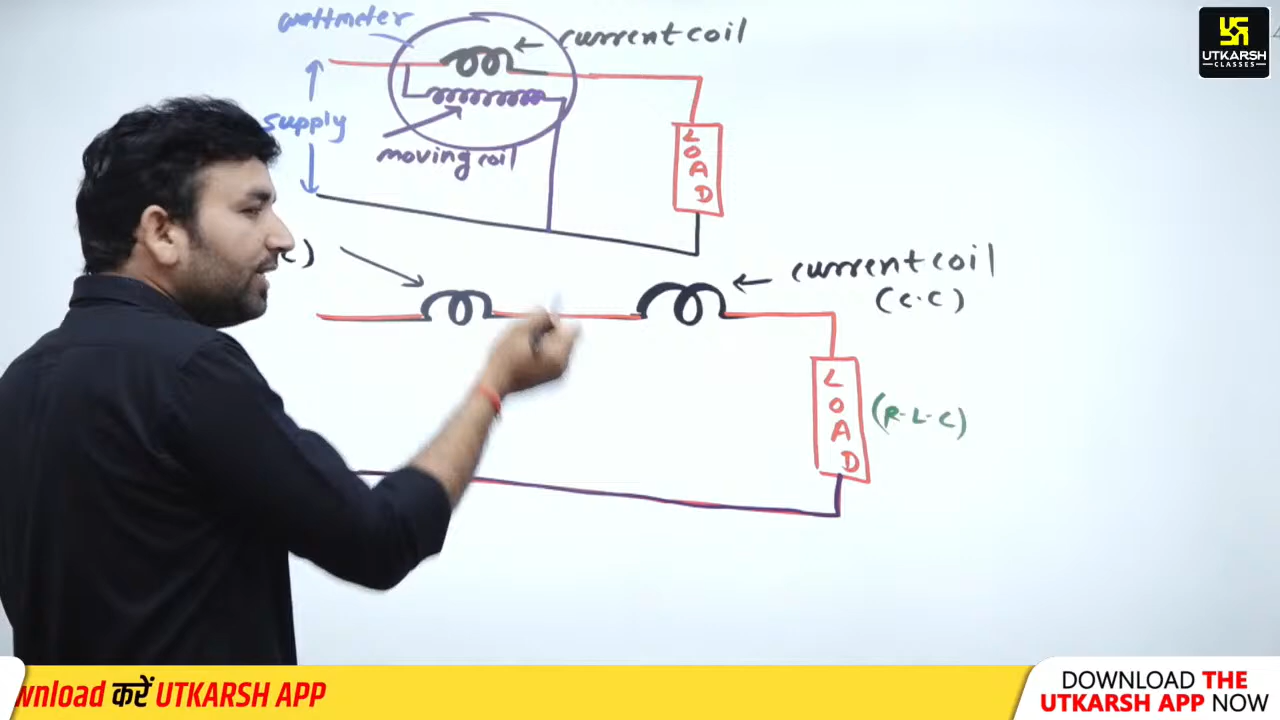 wattmeter
current coil
supply
moving coil
LOAD
)
current coil
(C.C)
LOAD
(R-L-C)
UTKARSH
CLASSES
wnload करें UTKARSH APP
DOWNLOAD THE
UTKARSH APP NOW